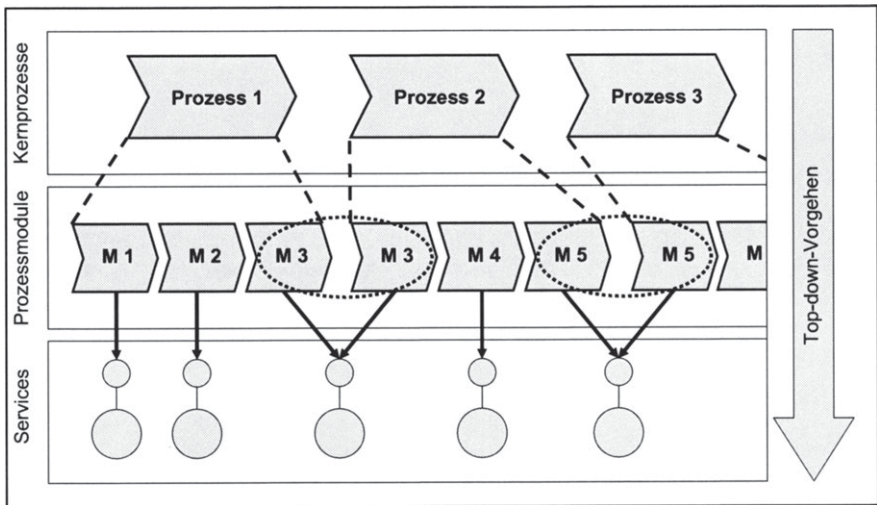 Kernprozesse
Prozess 1
Prozess 2
Prozess 3
Prozessmodule
M 1
M 2
M 3
M 3
M 4
M 5
M 5
M
Services
Top-down-Vorgehen